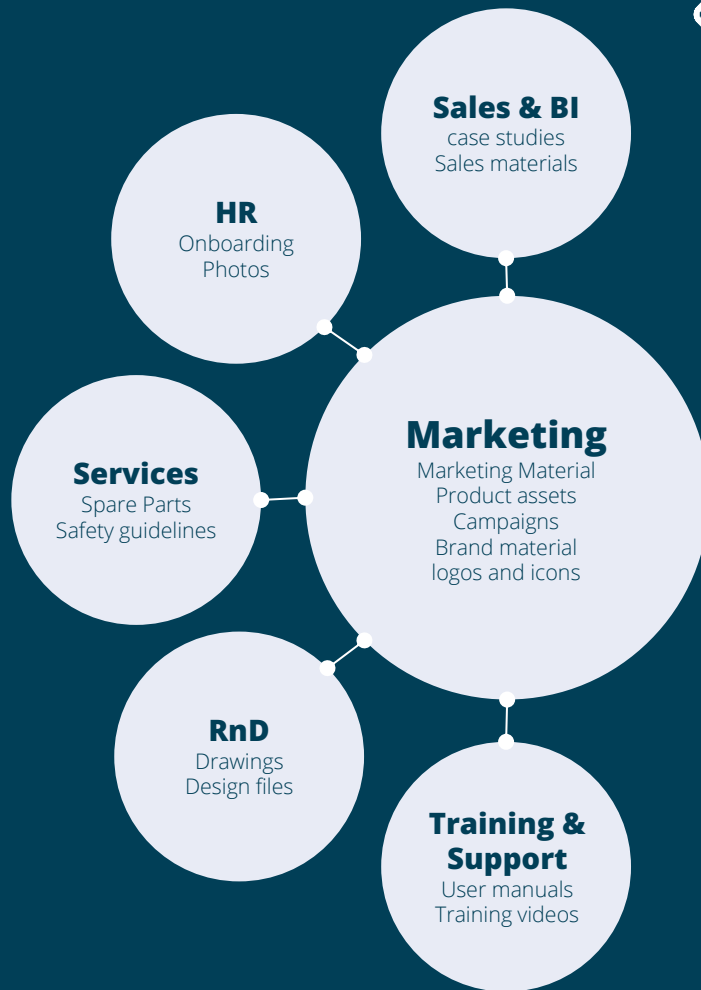 Sales & BI
case studies
Sales materials
HR
Onboarding
Photos
Marketing
Marketing Material
Product assets
Campaigns
Brand material
logos and icons
Services
Spare Parts
Safety guidelines
RnD
Drawings
Design files
Training &
Support
User manuals
Training videos